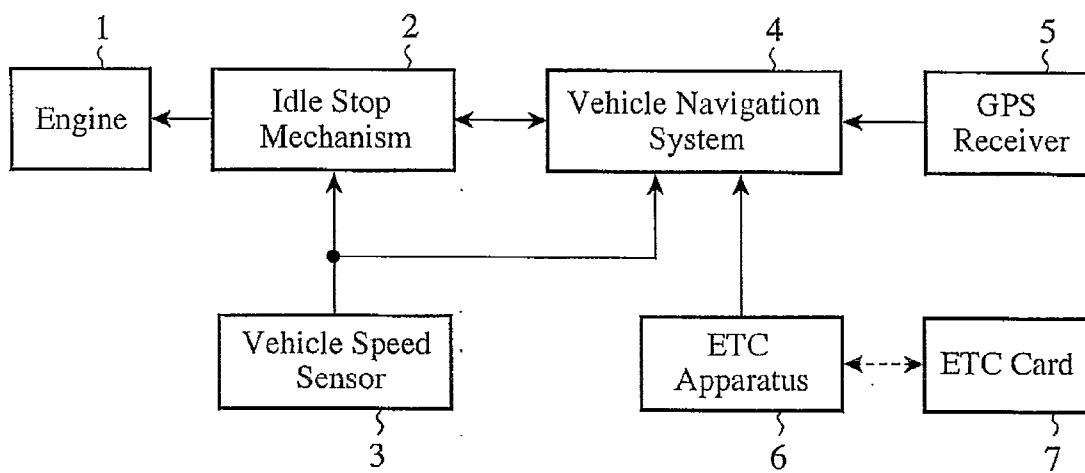 1
2
4
5
Engine
Idle Stop
Mechanism
Vehicle Navigation
System
GPS
Receiver
Vehicle Speed
Sensor
ETC
Apparatus
ETC Card
3
6
7